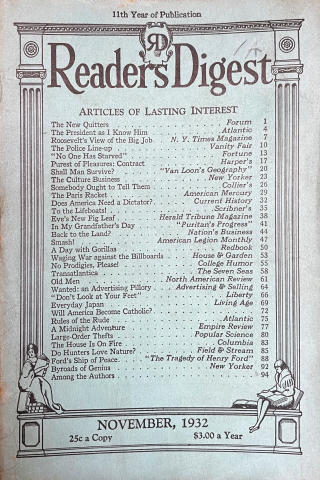 11th Year of Publication
RD
Reader's Digest
ARTICLES OF LASTING INTEREST
The New Quitters . . . . . . . . . . Forum 1
The President as I Know Him . . . . . . . . Atlantic 4
Roosevelt's View of the Big Job . . N. Y. Times Magazine 7
The Police Line-up . . . . . . . . Vanity Fair 10
"No One Has Starved" . . . . . . . . Fortune 13
Purest of Pleasures: Contract . . . . . . Harper's 17
Shall Man Survive? . . . . "Van Loon's Geography" 20
The Culture Business . . . . . . . . New Yorker 23
Somebody Ought to Tell Them . . . . . . Collier's 26
The Paris Racket . . . . . . . American Mercury 29
Does America Need a Dictator? . . . . Current History 32
To the Lifeboats! . . . . . . . . . Scribner's 35
Eve's New Fig Leaf . . . . Herald Tribune Magazine 38
In My Grandfather's Day . . . . . "Puritan's Progress" 41
Back to the Land? . . . . . . . Nation's Business 44
Smash! . . . . . . . . American Legion Monthly 47
A Day with Gorillas . . . . . . . . . Redbook 50
Waging War against the Billboards . . House & Garden 53
No Prodigies, Please! . . . . . . . College Humor 55
Transatlantica . . . . . . . . . The Seven Seas 58
Old Men . . . . . . . . North American Review 61
Wanted: an Advertising Pillory . . Advertising & Selling 64
"Don't Look at Your Feet" . . . . . . . Liberty 66
Everyday Japan . . . . . . . . . Living Age 69
Will America Become Catholic? . . . . . . . . 72
Rules of the Rude . . . . . . . . . Atlantic 75
A Midnight Adventure . . . . . . . Empire Review 77
Large-Order Thefts . . . . . . . Popular Science 80
The House Is On Fire . . . . . . . . Columbia 83
Do Hunters Love Nature? . . . . . . Field & Stream 85
Ford's Ship of Peace . . . "The Tragedy of Henry Ford" 88
Byroads of Genius . . . . . . . . . New Yorker 92
Among the Authors . . . . . . . . . . . . . 94
NOVEMBER, 1932
25c a Copy $3.00 a Year